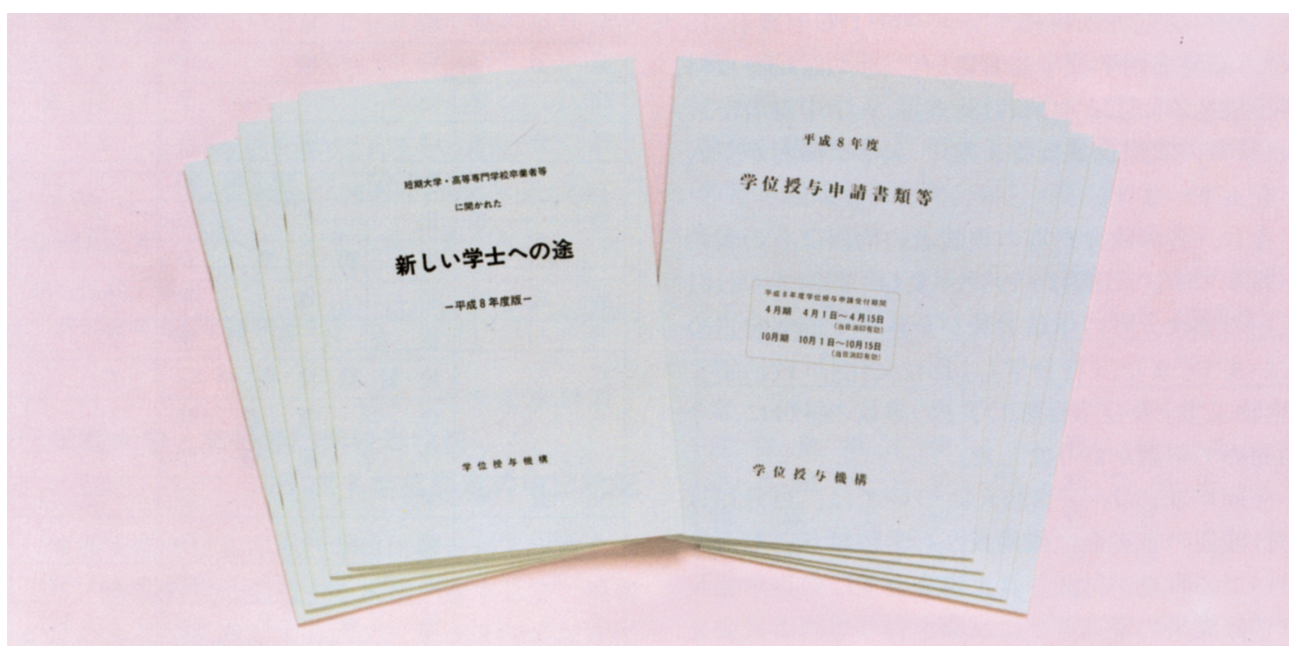 短期大学・高等専門学校卒業者等
に開かれた
新しい学士への途
－平成8年度版－
学位授与機構
平成8年度
学位授与申請書類等
平成8年度学位授与申請受付期間
4月期 4月1日～4月15日
(当日消印有効)
10月期 10月1日～10月15日
(当日消印有効)
学位授与機構